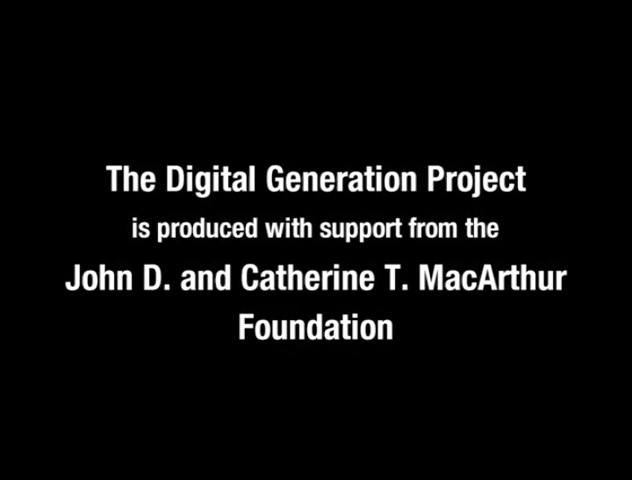 The Digital Generation Project
is produced with support from the
John D. and Catherine T. MacArthur
Foundation